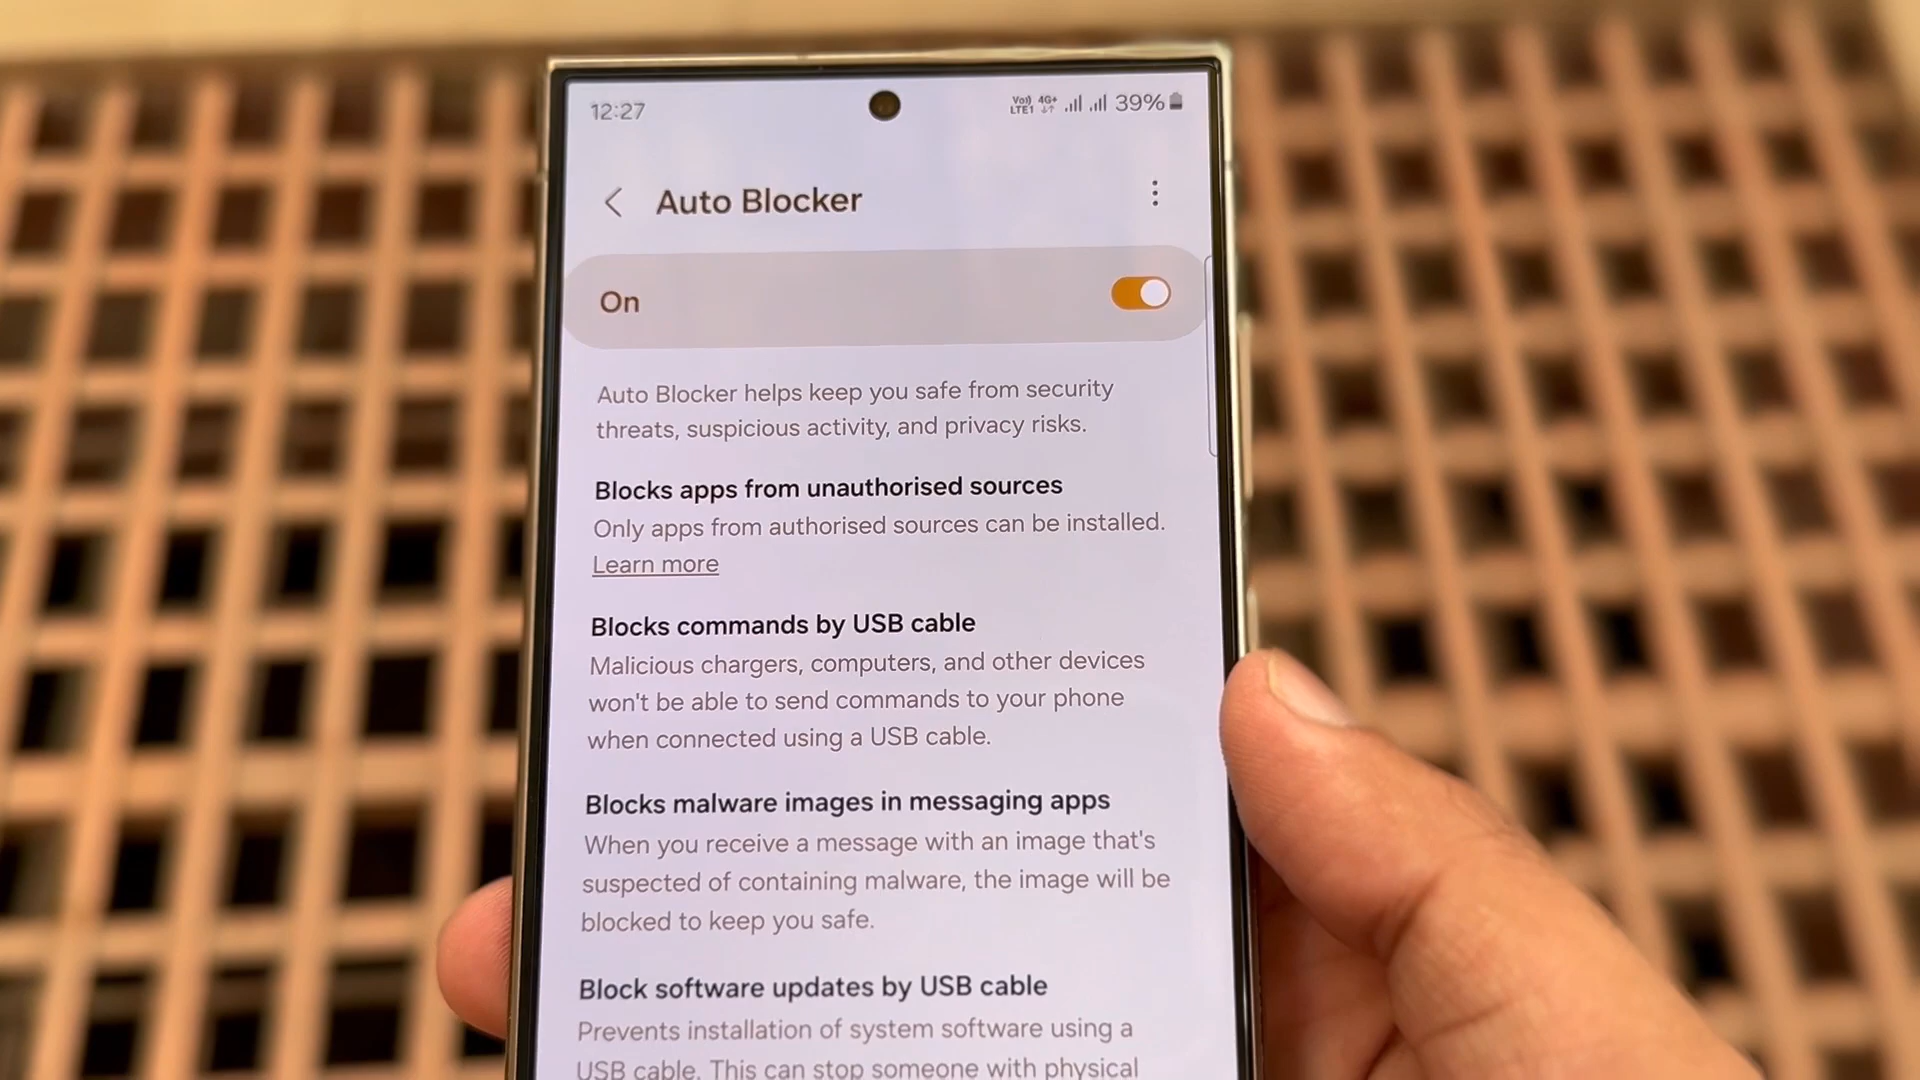 12:27
Vo)) 4G+ 39%
LTE1
Auto Blocker
On
Auto Blocker helps keep you safe from security
threats, suspicious activity, and privacy risks.
Blocks apps from unauthorised sources
Only apps from authorised sources can be installed.
Learn more
Blocks commands by USB cable
Malicious chargers, computers, and other devices
won't be able to send commands to your phone
when connected using a USB cable.
Blocks malware images in messaging apps
When you receive a message with an image that's
suspected of containing malware, the image will be
blocked to keep you safe.
Block software updates by USB cable
Prevents installation of system software using a
USB cable. This can stop someone with physical